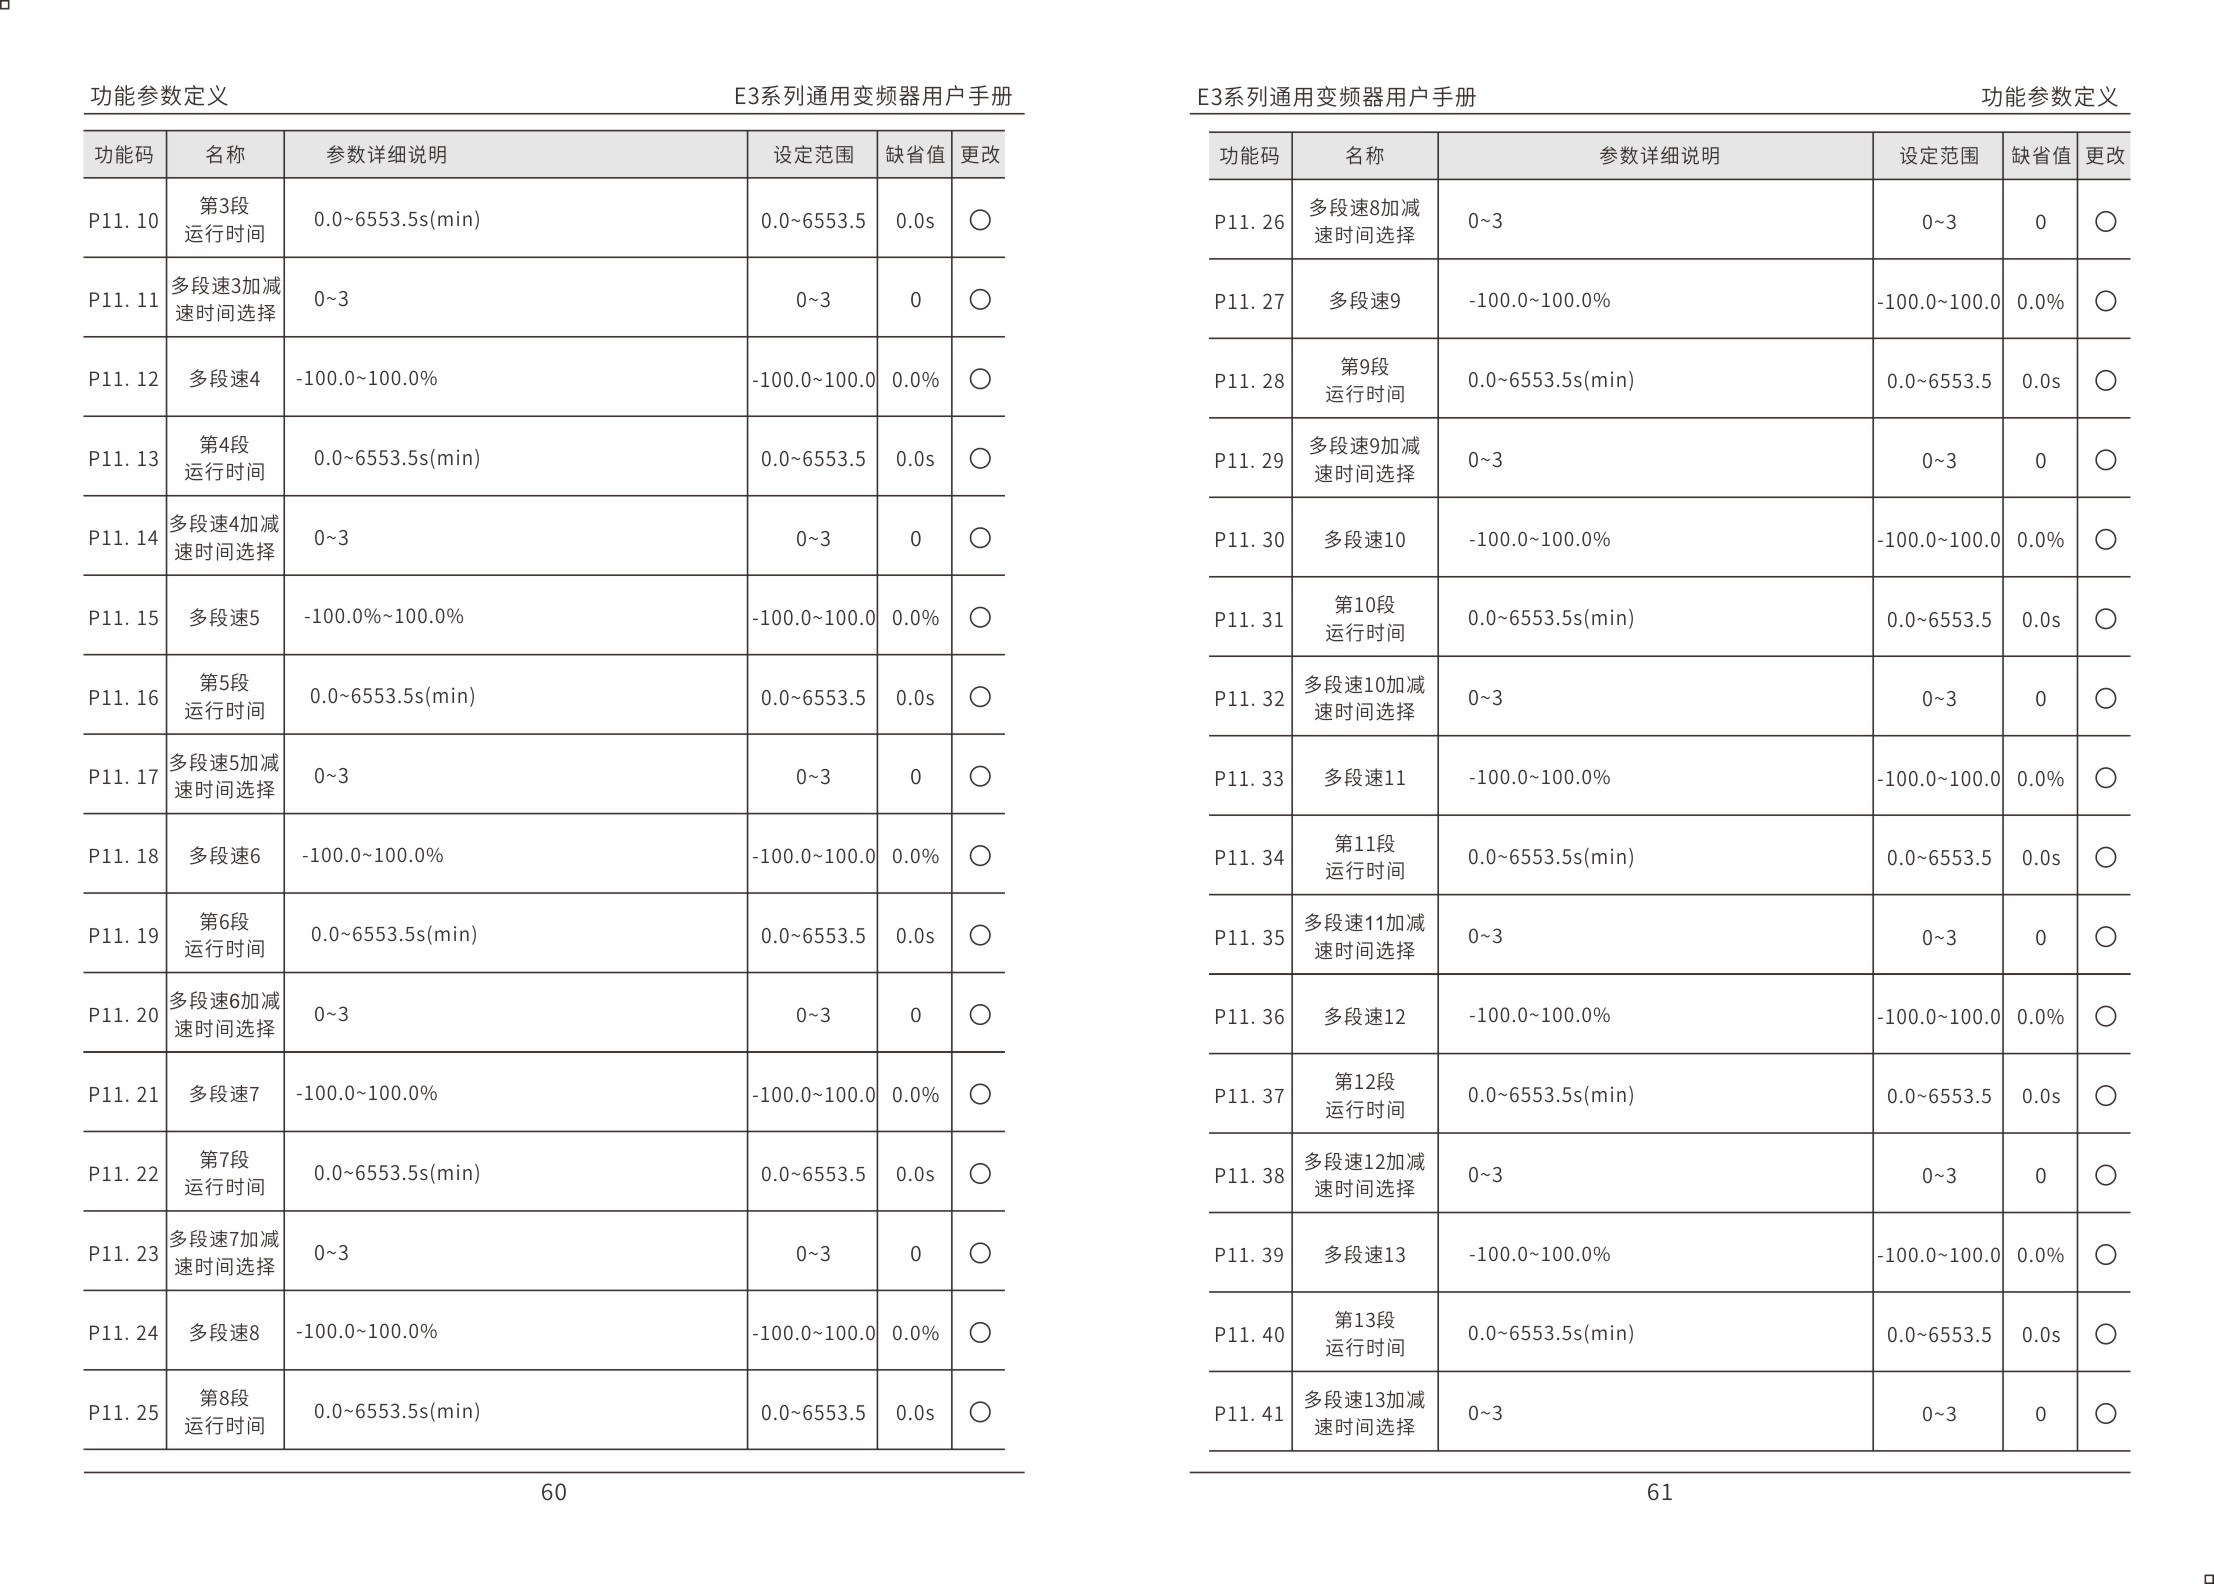 功能参数定义 E3系列通用变频器用户手册
功能码 名称 参数详细说明 设定范围 缺省值 更改
P11. 10 第3段 运行时间 0.0~6553.5s(min) 0.0~6553.5 0.0s ○
P11. 11 多段速3加减 速时间选择 0~3 0~3 0 ○
P11. 12 多段速4 -100.0~100.0% -100.0~100.0 0.0% ○
P11. 13 第4段 运行时间 0.0~6553.5s(min) 0.0~6553.5 0.0s ○
P11. 14 多段速4加减 速时间选择 0~3 0~3 0 ○
P11. 15 多段速5 -100.0%~100.0% -100.0~100.0 0.0% ○
P11. 16 第5段 运行时间 0.0~6553.5s(min) 0.0~6553.5 0.0s ○
P11. 17 多段速5加减 速时间选择 0~3 0~3 0 ○
P11. 18 多段速6 -100.0~100.0% -100.0~100.0 0.0% ○
P11. 19 第6段 运行时间 0.0~6553.5s(min) 0.0~6553.5 0.0s ○
P11. 20 多段速6加减 速时间选择 0~3 0~3 0 ○
P11. 21 多段速7 -100.0~100.0% -100.0~100.0 0.0% ○
P11. 22 第7段 运行时间 0.0~6553.5s(min) 0.0~6553.5 0.0s ○
P11. 23 多段速7加减 速时间选择 0~3 0~3 0 ○
P11. 24 多段速8 -100.0~100.0% -100.0~100.0 0.0% ○
P11. 25 第8段 运行时间 0.0~6553.5s(min) 0.0~6553.5 0.0s ○
60
E3系列通用变频器用户手册 功能参数定义
功能码 名称 参数详细说明 设定范围 缺省值 更改
P11. 26 多段速8加减 速时间选择 0~3 0~3 0 ○
P11. 27 多段速9 -100.0~100.0% -100.0~100.0 0.0% ○
P11. 28 第9段 运行时间 0.0~6553.5s(min) 0.0~6553.5 0.0s ○
P11. 29 多段速9加减 速时间选择 0~3 0~3 0 ○
P11. 30 多段速10 -100.0~100.0% -100.0~100.0 0.0% ○
P11. 31 第10段 运行时间 0.0~6553.5s(min) 0.0~6553.5 0.0s ○
P11. 32 多段速10加减 速时间选择 0~3 0~3 0 ○
P11. 33 多段速11 -100.0~100.0% -100.0~100.0 0.0% ○
P11. 34 第11段 运行时间 0.0~6553.5s(min) 0.0~6553.5 0.0s ○
P11. 35 多段速11加减 速时间选择 0~3 0~3 0 ○
P11. 36 多段速12 -100.0~100.0% -100.0~100.0 0.0% ○
P11. 37 第12段 运行时间 0.0~6553.5s(min) 0.0~6553.5 0.0s ○
P11. 38 多段速12加减 速时间选择 0~3 0~3 0 ○
P11. 39 多段速13 -100.0~100.0% -100.0~100.0 0.0% ○
P11. 40 第13段 运行时间 0.0~6553.5s(min) 0.0~6553.5 0.0s ○
P11. 41 多段速13加减 速时间选择 0~3 0~3 0 ○
61